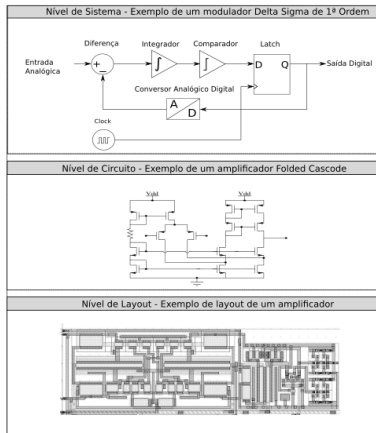 Nível de Sistema - Exemplo de um modulador Delta Sigma de 1ª Ordem
Diferença
Integrador
Comparador
Latch
Entrada
Analógica
D
Q
Saída Digital
Conversor Analógico Digital
A
D
Clock
Nível de Circuito - Exemplo de um amplificador Folded Cascode
Vdd
Vdd
Nível de Layout - Exemplo de layout de um amplificador